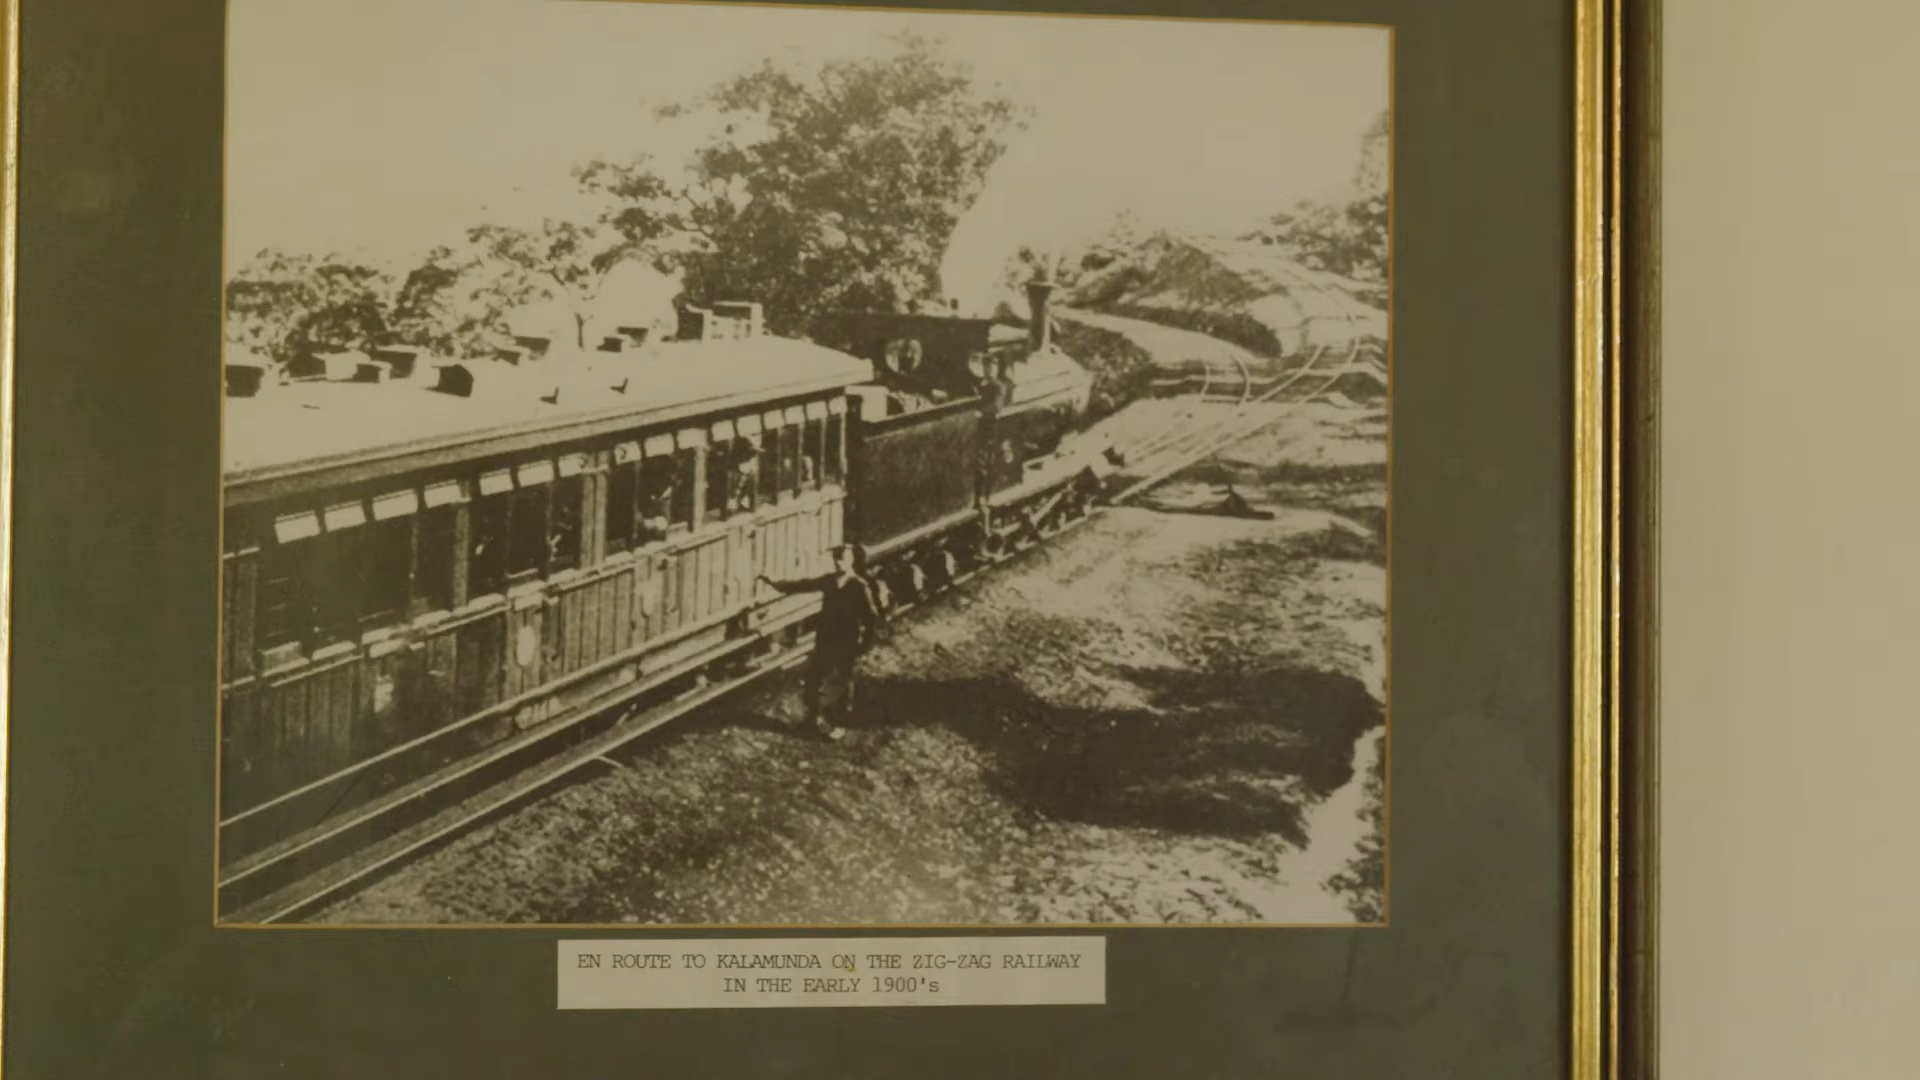 EN ROUTE TO KALAMUNDA ON THE ZIG-ZAG RAILWAY
IN THE EARLY 1900's